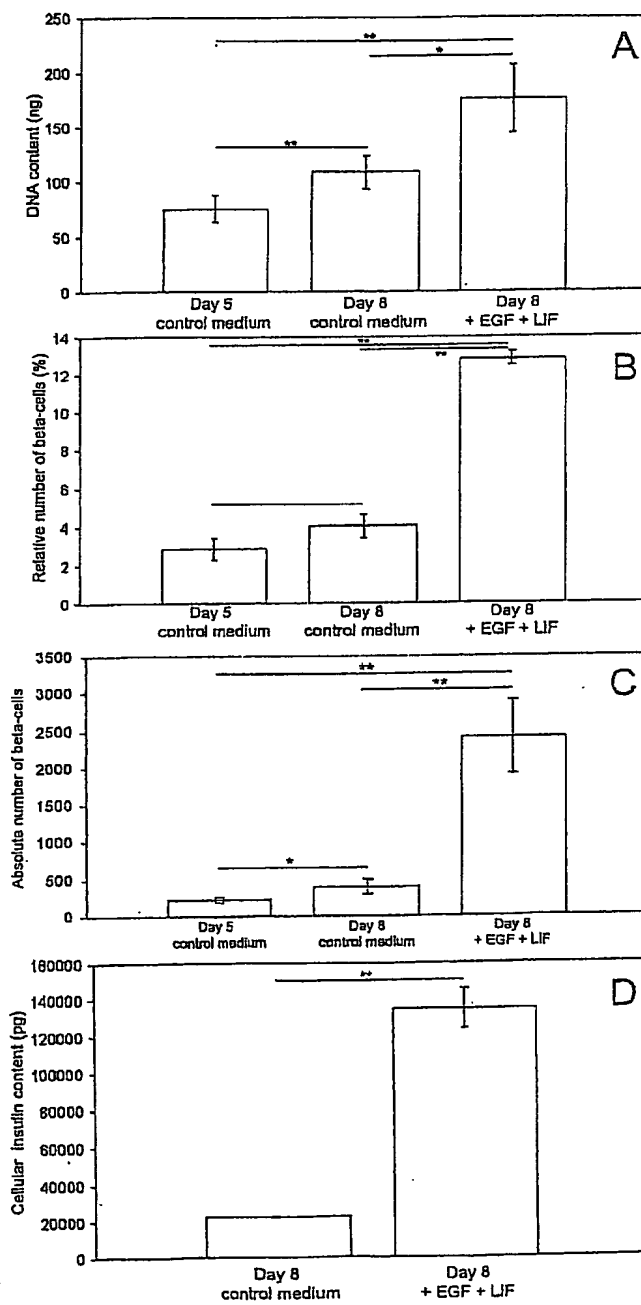 A
DNA content (ng)
250
200
150
100
50
0
**
*
**
Day 5
control medium
Day 8
control medium
Day 8
+ EGF + LIF
B
Relative number of beta-cells (%)
14
12
10
8
6
4
2
0
**
**
Day 5
control medium
Day 8
control medium
Day 8
+ EGF + LIF
C
Absolute number of beta-cells
3500
3000
2500
2000
1500
1000
500
0
**
**
*
Day 5
control medium
Day 8
control medium
Day 8
+ EGF + LIF
D
Cellular insulin content (pg)
180000
160000
140000
120000
100000
80000
60000
40000
20000
0
**
Day 8
control medium
Day 8
+ EGF + LIF